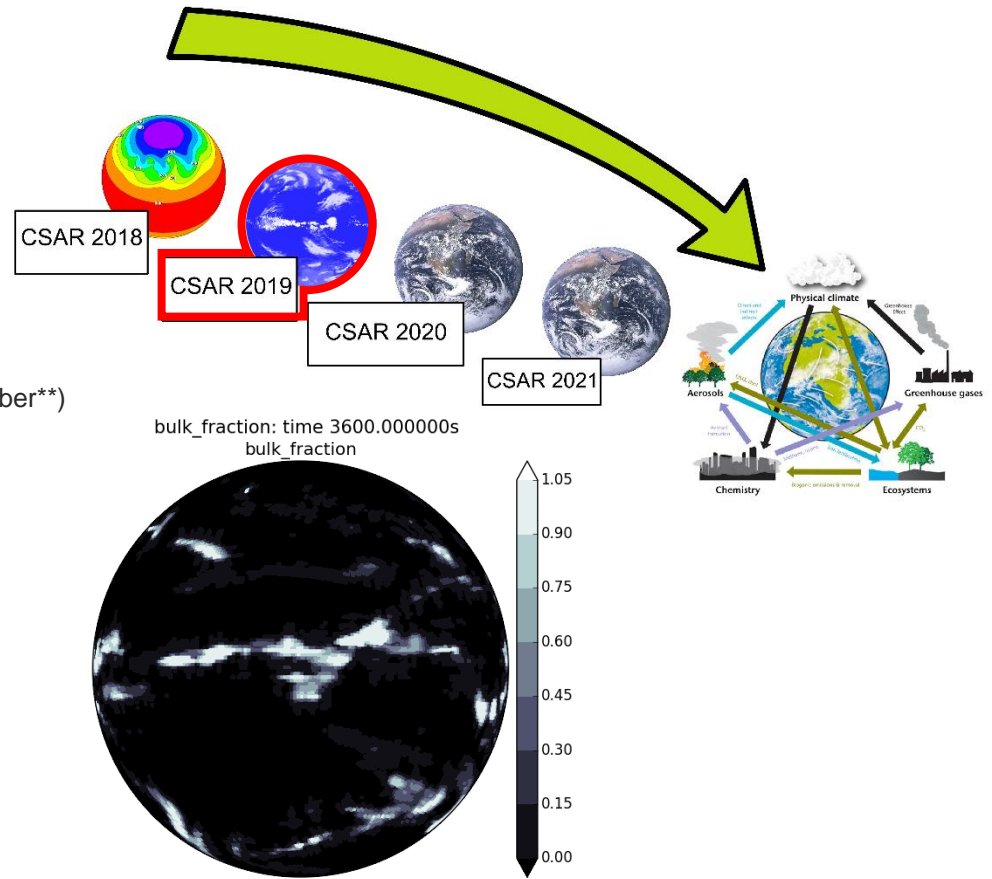 CSAR 2018
CSAR 2019
CSAR 2020
CSAR 2021
Physical climate
Greenhouse
Effect
Aerosols
Greenhouse gases
CO₂
Chemistry
Ecosystems
ber**)
bulk_fraction: time 3600.000000s
bulk_fraction
1.05
0.90
0.75
0.60
0.45
0.30
0.15
0.00